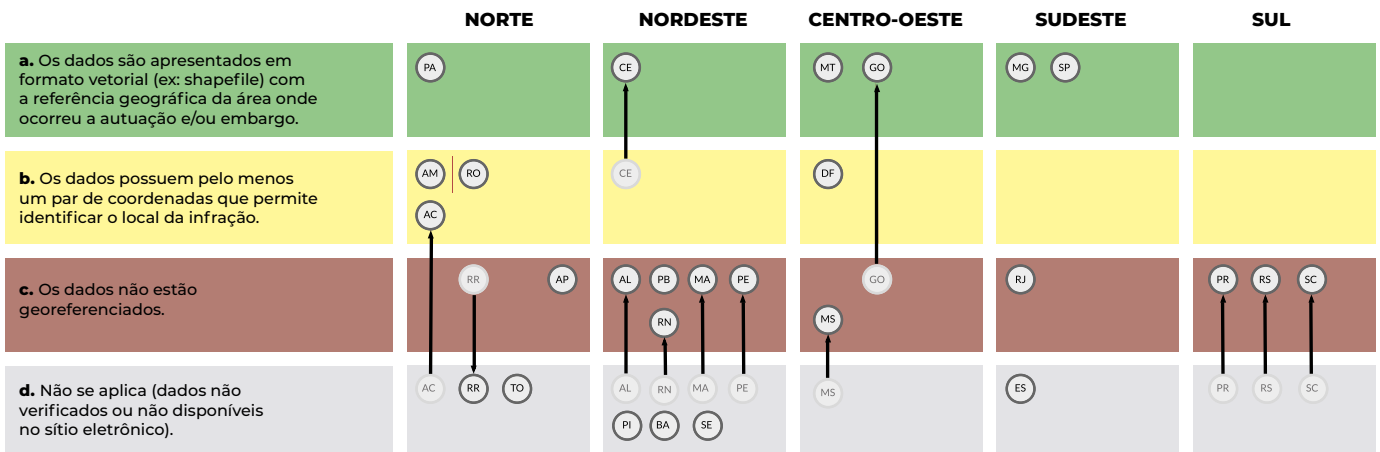 NORTE NORDESTE CENTRO-OESTE SUDESTE SUL
a. Os dados são apresentados em
formato vetorial (ex: shapefile) com
a referência geográfica da área onde
ocorreu a autuação e/ou embargo.
PA CE MT GO MG SP
b. Os dados possuem pelo menos
um par de coordenadas que permite
identificar o local da infração.
AM RO CE DF
AC
c. Os dados não estão
georeferenciados.
RR AP AL PB MA PE GO RJ PR RS SC
RN MS
d. Não se aplica (dados não
verificados ou não disponíveis
no sítio eletrônico).
AC RR TO AL RN MA PE MS ES PR RS SC
PI BA SE